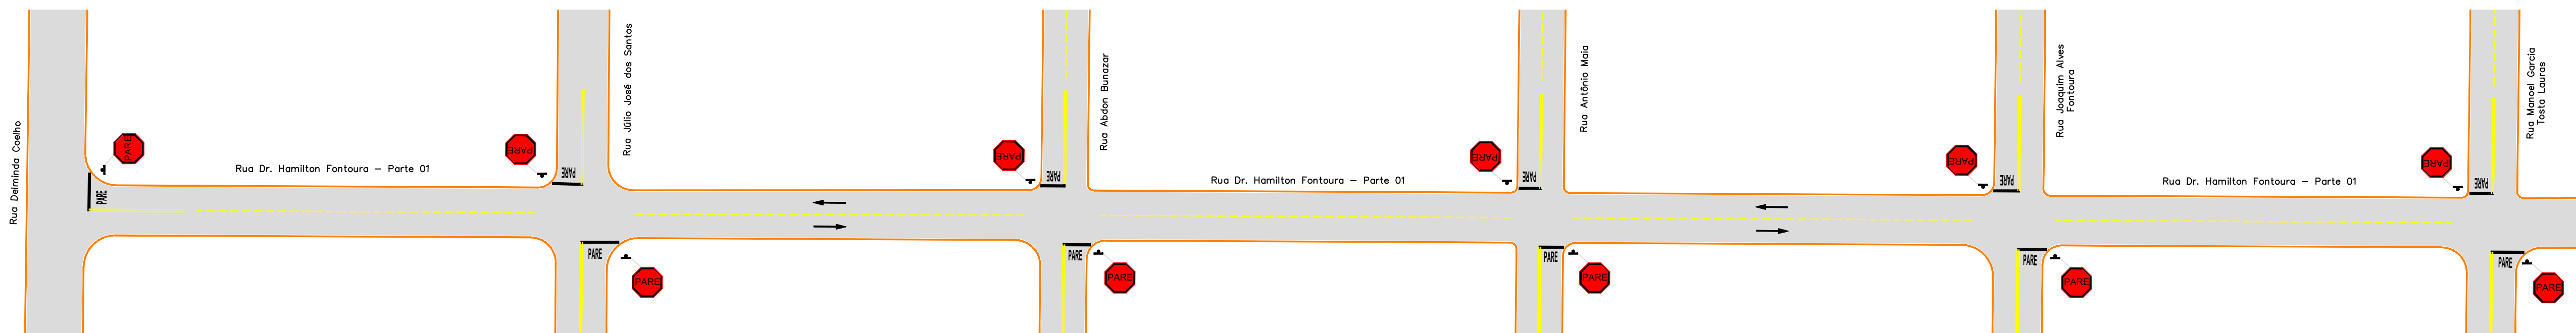 Rua Delminda Coelho
PARE
PARE
Rua Dr. Hamilton Fontoura – Parte 01
PARE
PARE
Rua Júlio José dos Santos
PARE
PARE
PARE
PARE
Rua Abdon Bunazar
PARE
PARE
Rua Dr. Hamilton Fontoura – Parte 01
PARE
PARE
Rua Antônio Maia
PARE
PARE
PARE
PARE
Rua Joaquim Alves
Fontoura
PARE
PARE
Rua Dr. Hamilton Fontoura – Parte 01
PARE
PARE
Rua Manoel Garcia
Tosta Lauras
PARE
PARE